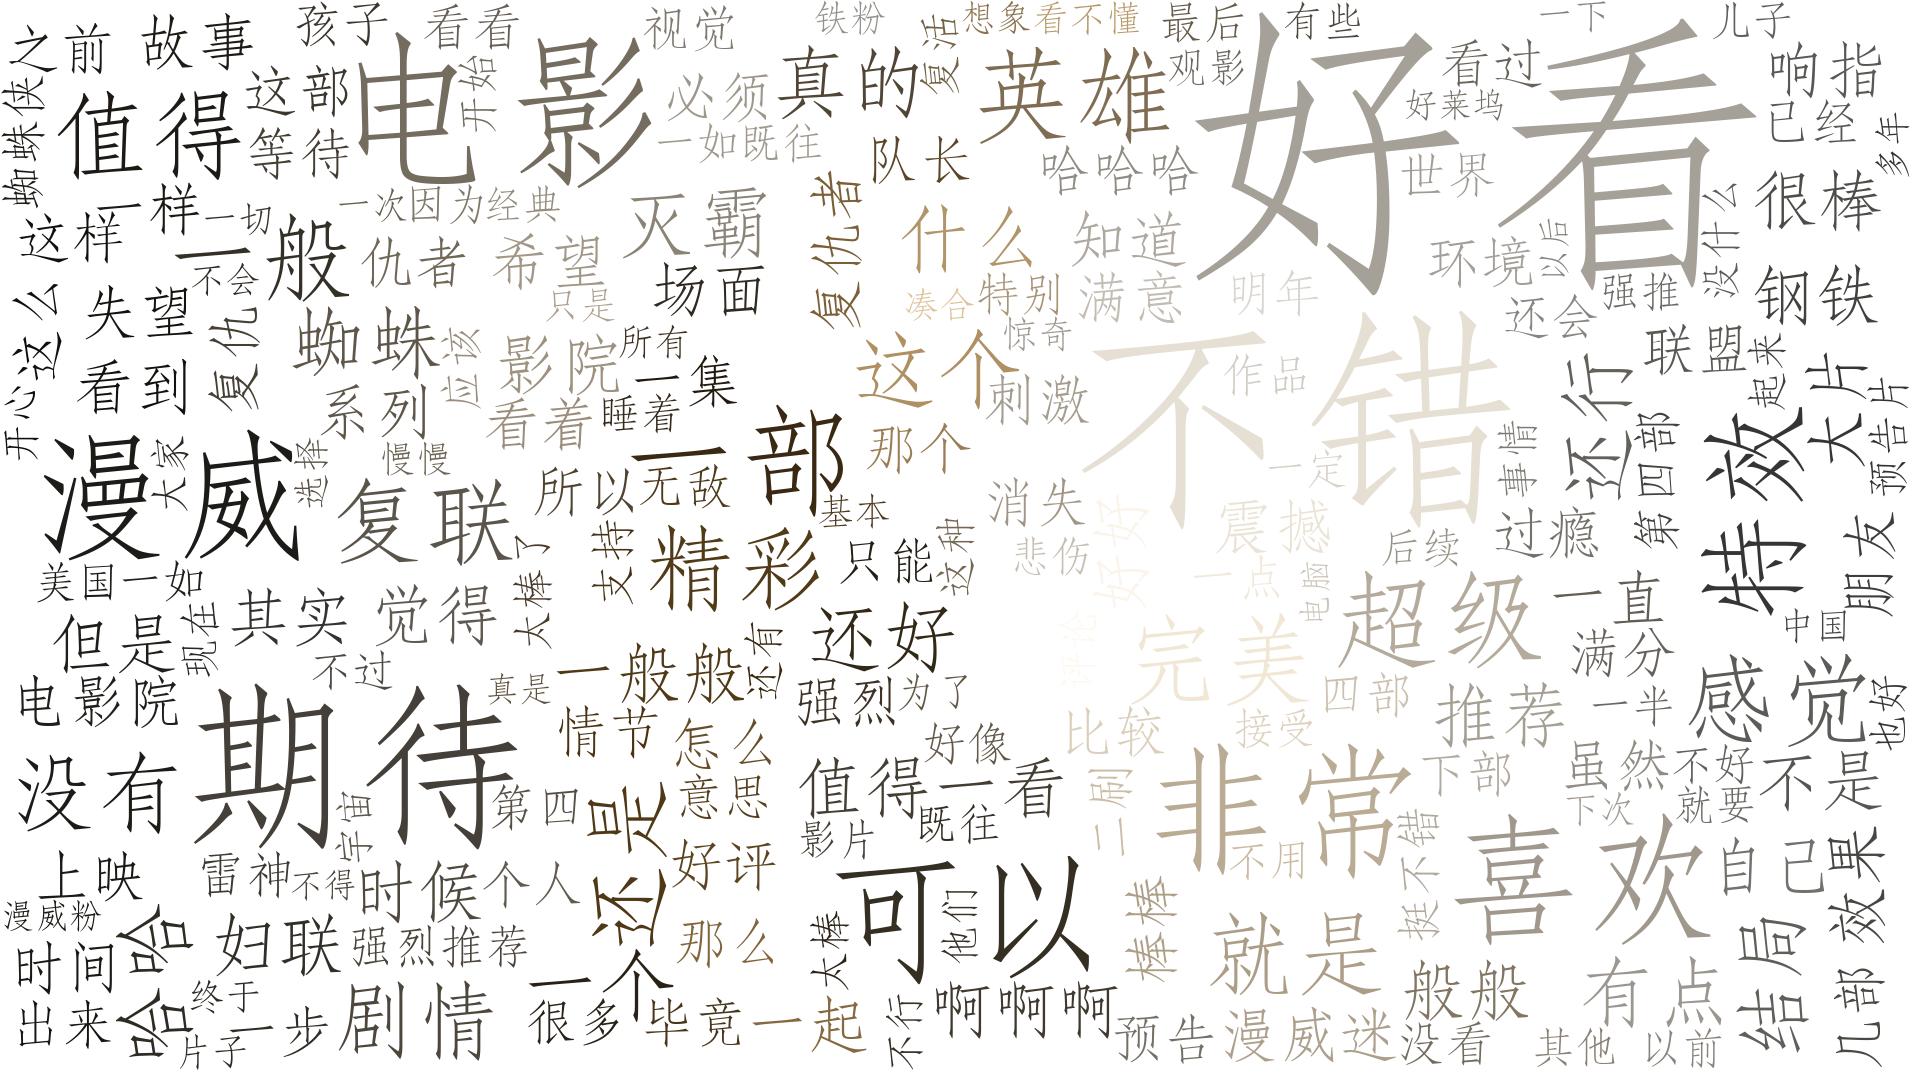 之前
故事
孩子
看看
视觉
铁粉
复活
想象
看不懂
最后
有些
一下
儿子
蜘蛛侠
值得
这部
等待
电影
开始
必须
一如既往
真的
英雄
观影
好看
看过
好莱坞
响指
已经
多年
队长
哈哈哈
世界
这样
一样
一切
一般
一次
因为
经典
灭霸
复仇者
什么
知道
环境
以后
没什么
很棒
不会
仇者
希望
只是
场面
凑合
特别
满意
明年
还会
强推
钢铁
这么
失望
复仇
蜘蛛
应该
影院
所有
一集
这个
惊奇
不错
作品
联盟
起来
大片
片
开心
看到
系列
看着
睡着
刺激
还行
漫威
大家
选择
慢慢
复联
所以
无敌
一部
那个
基本
消失
一定
事情
第四部
特效
预告
美国
一如
太棒了
支持
精彩
只能
这种
悲伤
好好
好好
震撼
后续
过瘾
朋友
但是
现在
其实
觉得
还好
一点
电脑
超级
一直
中国
电影院
不过
真是
一般般
还有
强烈
为了
评论
完美
四部
满分
感觉
也好
没有
期待
宇宙
第四
情节
怎么
意思
还是
好像
值得一看
比较
接受
推荐
一半
虽然
不好
不是
二刷
非常
下部
下次
就要
影片
既往
上映
雷神
不得
时候
个人
好评
不用
挺不错
喜欢
自己
效果
漫威粉
哈哈
妇联
强烈推荐
那么
太棒
可以
他们
棒棒
就是
结局
时间
哈哈
终于
一个
般般
有点
几部
出来
片子
一步
剧情
很多
毕竟
一起
不行
啊啊啊
预告
漫威迷
没看
其他
以前